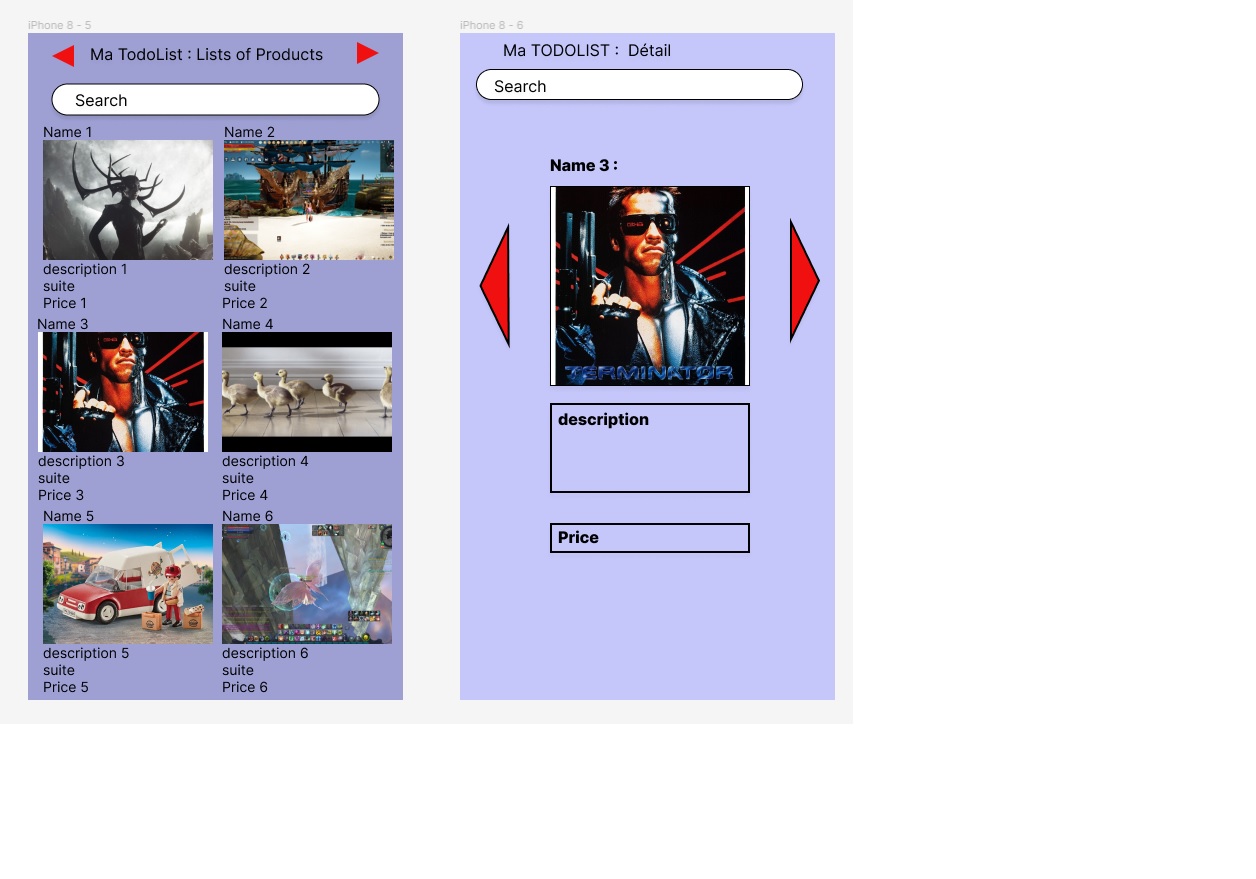 iPhone 8 - 5
Ma TodoList : Lists of Products
Search
Name 1
Name 2
description 1
suite
Price 1
description 2
suite
Price 2
Name 3
Name 4
description 3
suite
Price 3
description 4
suite
Price 4
Name 5
Name 6
description 5
suite
Price 5
description 6
suite
Price 6
iPhone 8 - 6
Ma TODOLIST :  Détail
Search
Name 3 :
TERMINATOR
description
Price